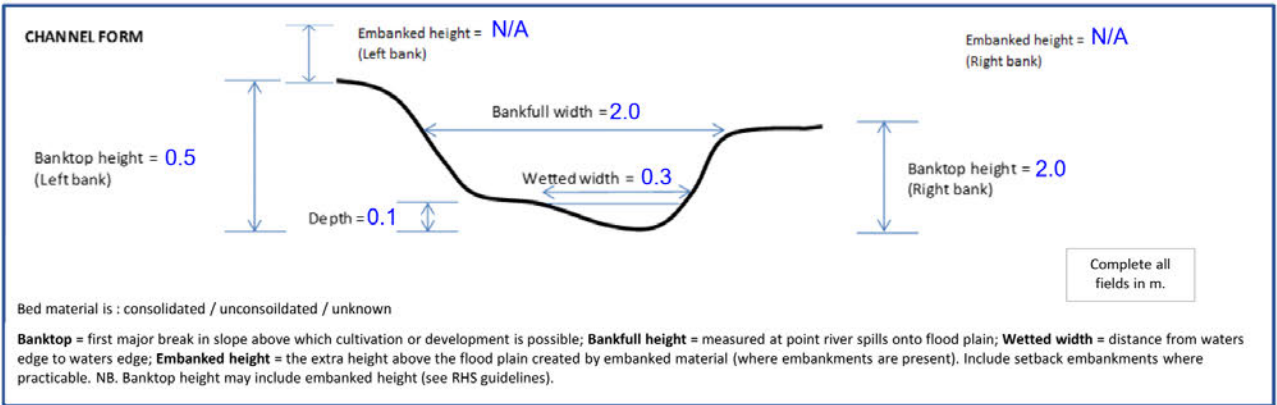 CHANNEL FORM
Embanked height = N/A
(Left bank)
Embanked height = N/A
(Right bank)
Bankfull width = 2.0
Banktop height = 0.5
(Left bank)
Wetted width = 0.3
Banktop height = 2.0
(Right bank)
Depth = 0.1
Complete all
fields in m.
Bed material is : consolidated / unconsoildated / unknown
Banktop = first major break in slope above which cultivation or development is possible; Bankfull height = measured at point river spills onto flood plain; Wetted width = distance from waters
edge to waters edge; Embanked height = the extra height above the flood plain created by embanked material (where embankments are present). Include setback embankments where
practicable. NB. Banktop height may include embanked height (see RHS guidelines).